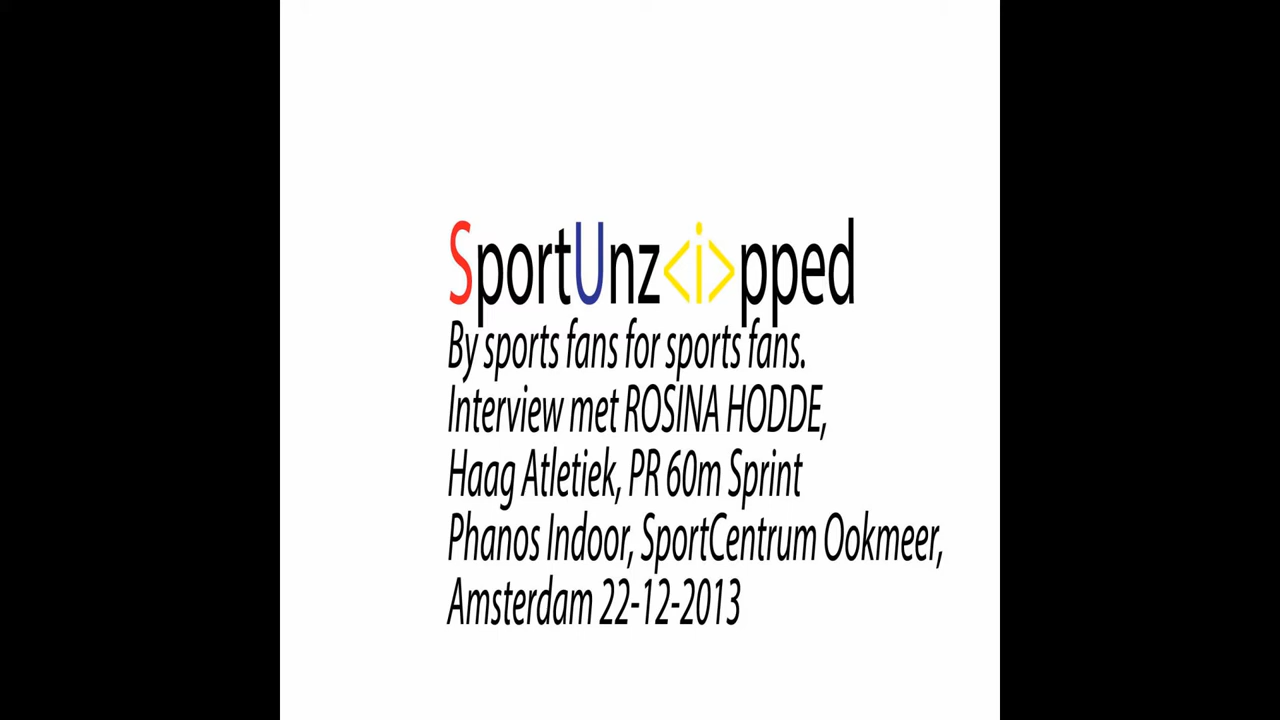 SportUnz<i>pped
By sports fans for sports fans.
Interview met ROSINA HODDE,
Haag Atletiek, PR 60m Sprint
Phanos Indoor, SportCentrum Ookmeer,
Amsterdam 22-12-2013